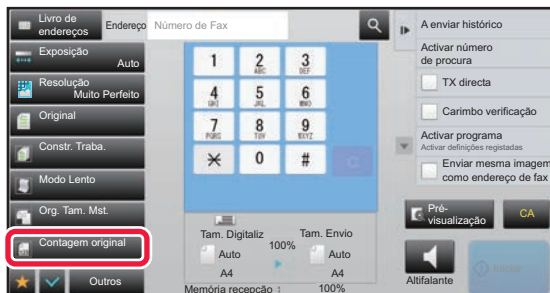 Livro de
endereços
Endereço
Número de Fax
Exposição
Auto
Resolução
Muito Perfeito
Original
Constr. Traba.
Modo Lento
Org. Tam. Mst.
Contagem original
Outros
1
2
ABC
3
DEF
4
GHI
5
JKL
6
MNO
7
PQRS
8
TUV
9
WXYZ
0
#
C
Tam. Digitaliz
100%
Tam. Envio
Auto
Auto
A4
A4
Memória recepção :
100%
A enviar histórico
Activar número
de procura
TX directa
Carimbo verificação
Activar programa
Activar definições registadas
Enviar mesma imagem
como endereço de fax
Pré-
visualização
CA
Altifalante
Iniciar